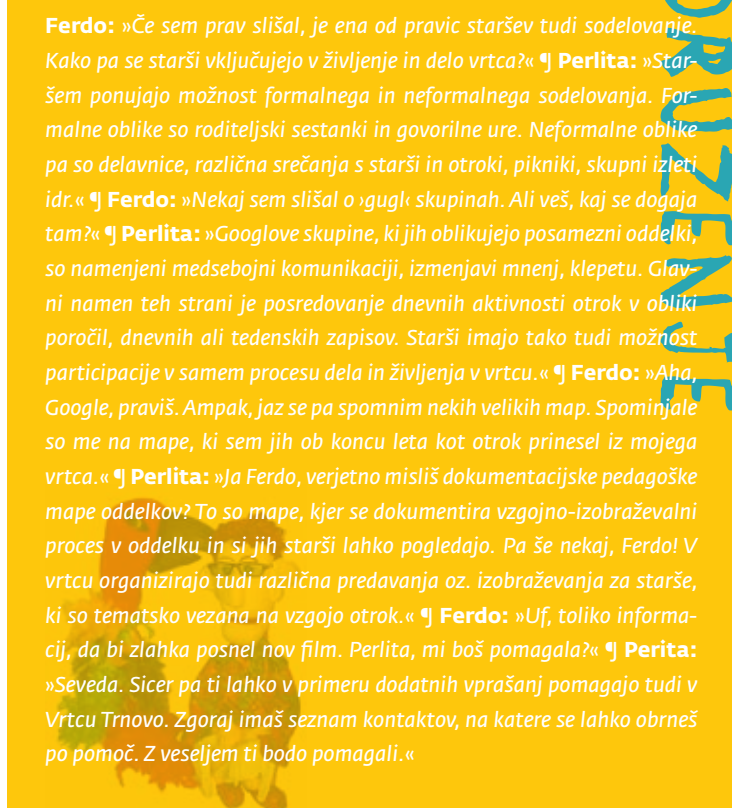 Ferdo: »Če sem prav slišal, je ena od pravic staršev tudi sodelovanje.
Kako pa se starši vključujejo v življenje in delo vrtca?« ¶ Perlita: »Star-
šem ponujajo možnost formalnega in neformalnega sodelovanja. For-
malne oblike so roditeljski sestanki in govorilne ure. Neformalne oblike
pa so delavnice, različna srečanja s starši in otroki, pikniki, skupni izleti
idr.« ¶ Ferdo: »Nekaj sem slišal o ›gugl‹ skupinah. Ali veš, kaj se dogaja
tam?« ¶ Perlita: »Googlove skupine, ki jih oblikujejo posamezni oddelki,
so namenjeni medsebojni komunikaciji, izmenjavi mnenj, klepetu. Glav-
ni namen teh strani je posredovanje dnevnih aktivnosti otrok v obliki
poročil, dnevnih ali tedenskih zapisov. Starši imajo tako tudi možnost
participacije v samem procesu dela in življenja v vrtcu.« ¶ Ferdo: »Aha,
Google, praviš. Ampak, jaz se pa spomnim nekih velikih map. Spominjale
so me na mape, ki sem jih ob koncu leta kot otrok prinesel iz mojega
vrtca.« ¶ Perlita: »Ja Ferdo, verjetno misliš dokumentacijske pedagoške
mape oddelkov? To so mape, kjer se dokumentira vzgojno-izobraževalni
proces v oddelku in si jih starši lahko pogledajo. Pa še nekaj, Ferdo! V
vrtcu organizirajo tudi različna predavanja oz. izobraževanja za starše,
ki so tematsko vezana na vzgojo otrok.« ¶ Ferdo: »Uf, toliko informa-
cij, da bi zlahka posnel nov film. Perlita, mi boš pomagala?« ¶ Perita:
»Seveda. Sicer pa ti lahko v primeru dodatnih vprašanj pomagajo tudi v
Vrtcu Trnovo. Zgoraj imaš seznam kontaktov, na katere se lahko obrneš
po pomoč. Z veseljem ti bodo pomagali.«
ORUŽENJE